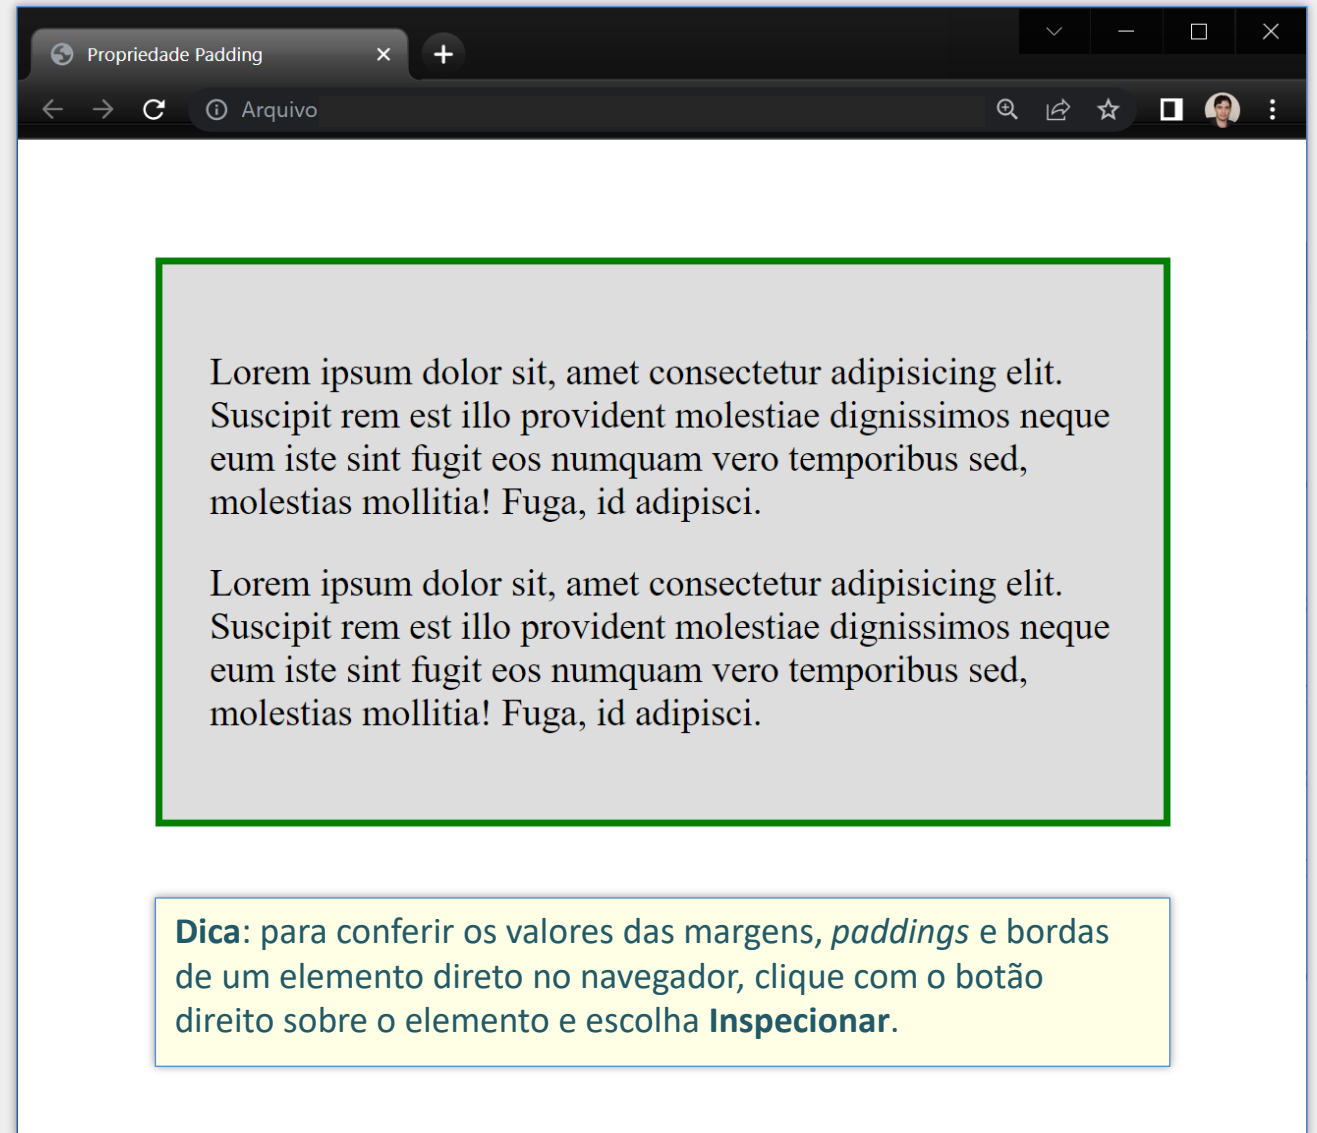 Propriedade Padding
Arquivo
Lorem ipsum dolor sit, amet consectetur adipisicing elit.
Suscipit rem est illo provident molestiae dignissimos neque
eum iste sint fugit eos numquam vero temporibus sed,
molestias mollitia! Fuga, id adipisci.
Lorem ipsum dolor sit, amet consectetur adipisicing elit.
Suscipit rem est illo provident molestiae dignissimos neque
eum iste sint fugit eos numquam vero temporibus sed,
molestias mollitia! Fuga, id adipisci.
Dica: para conferir os valores das margens, paddings e bordas
de um elemento direto no navegador, clique com o botão
direito sobre o elemento e escolha Inspecionar.